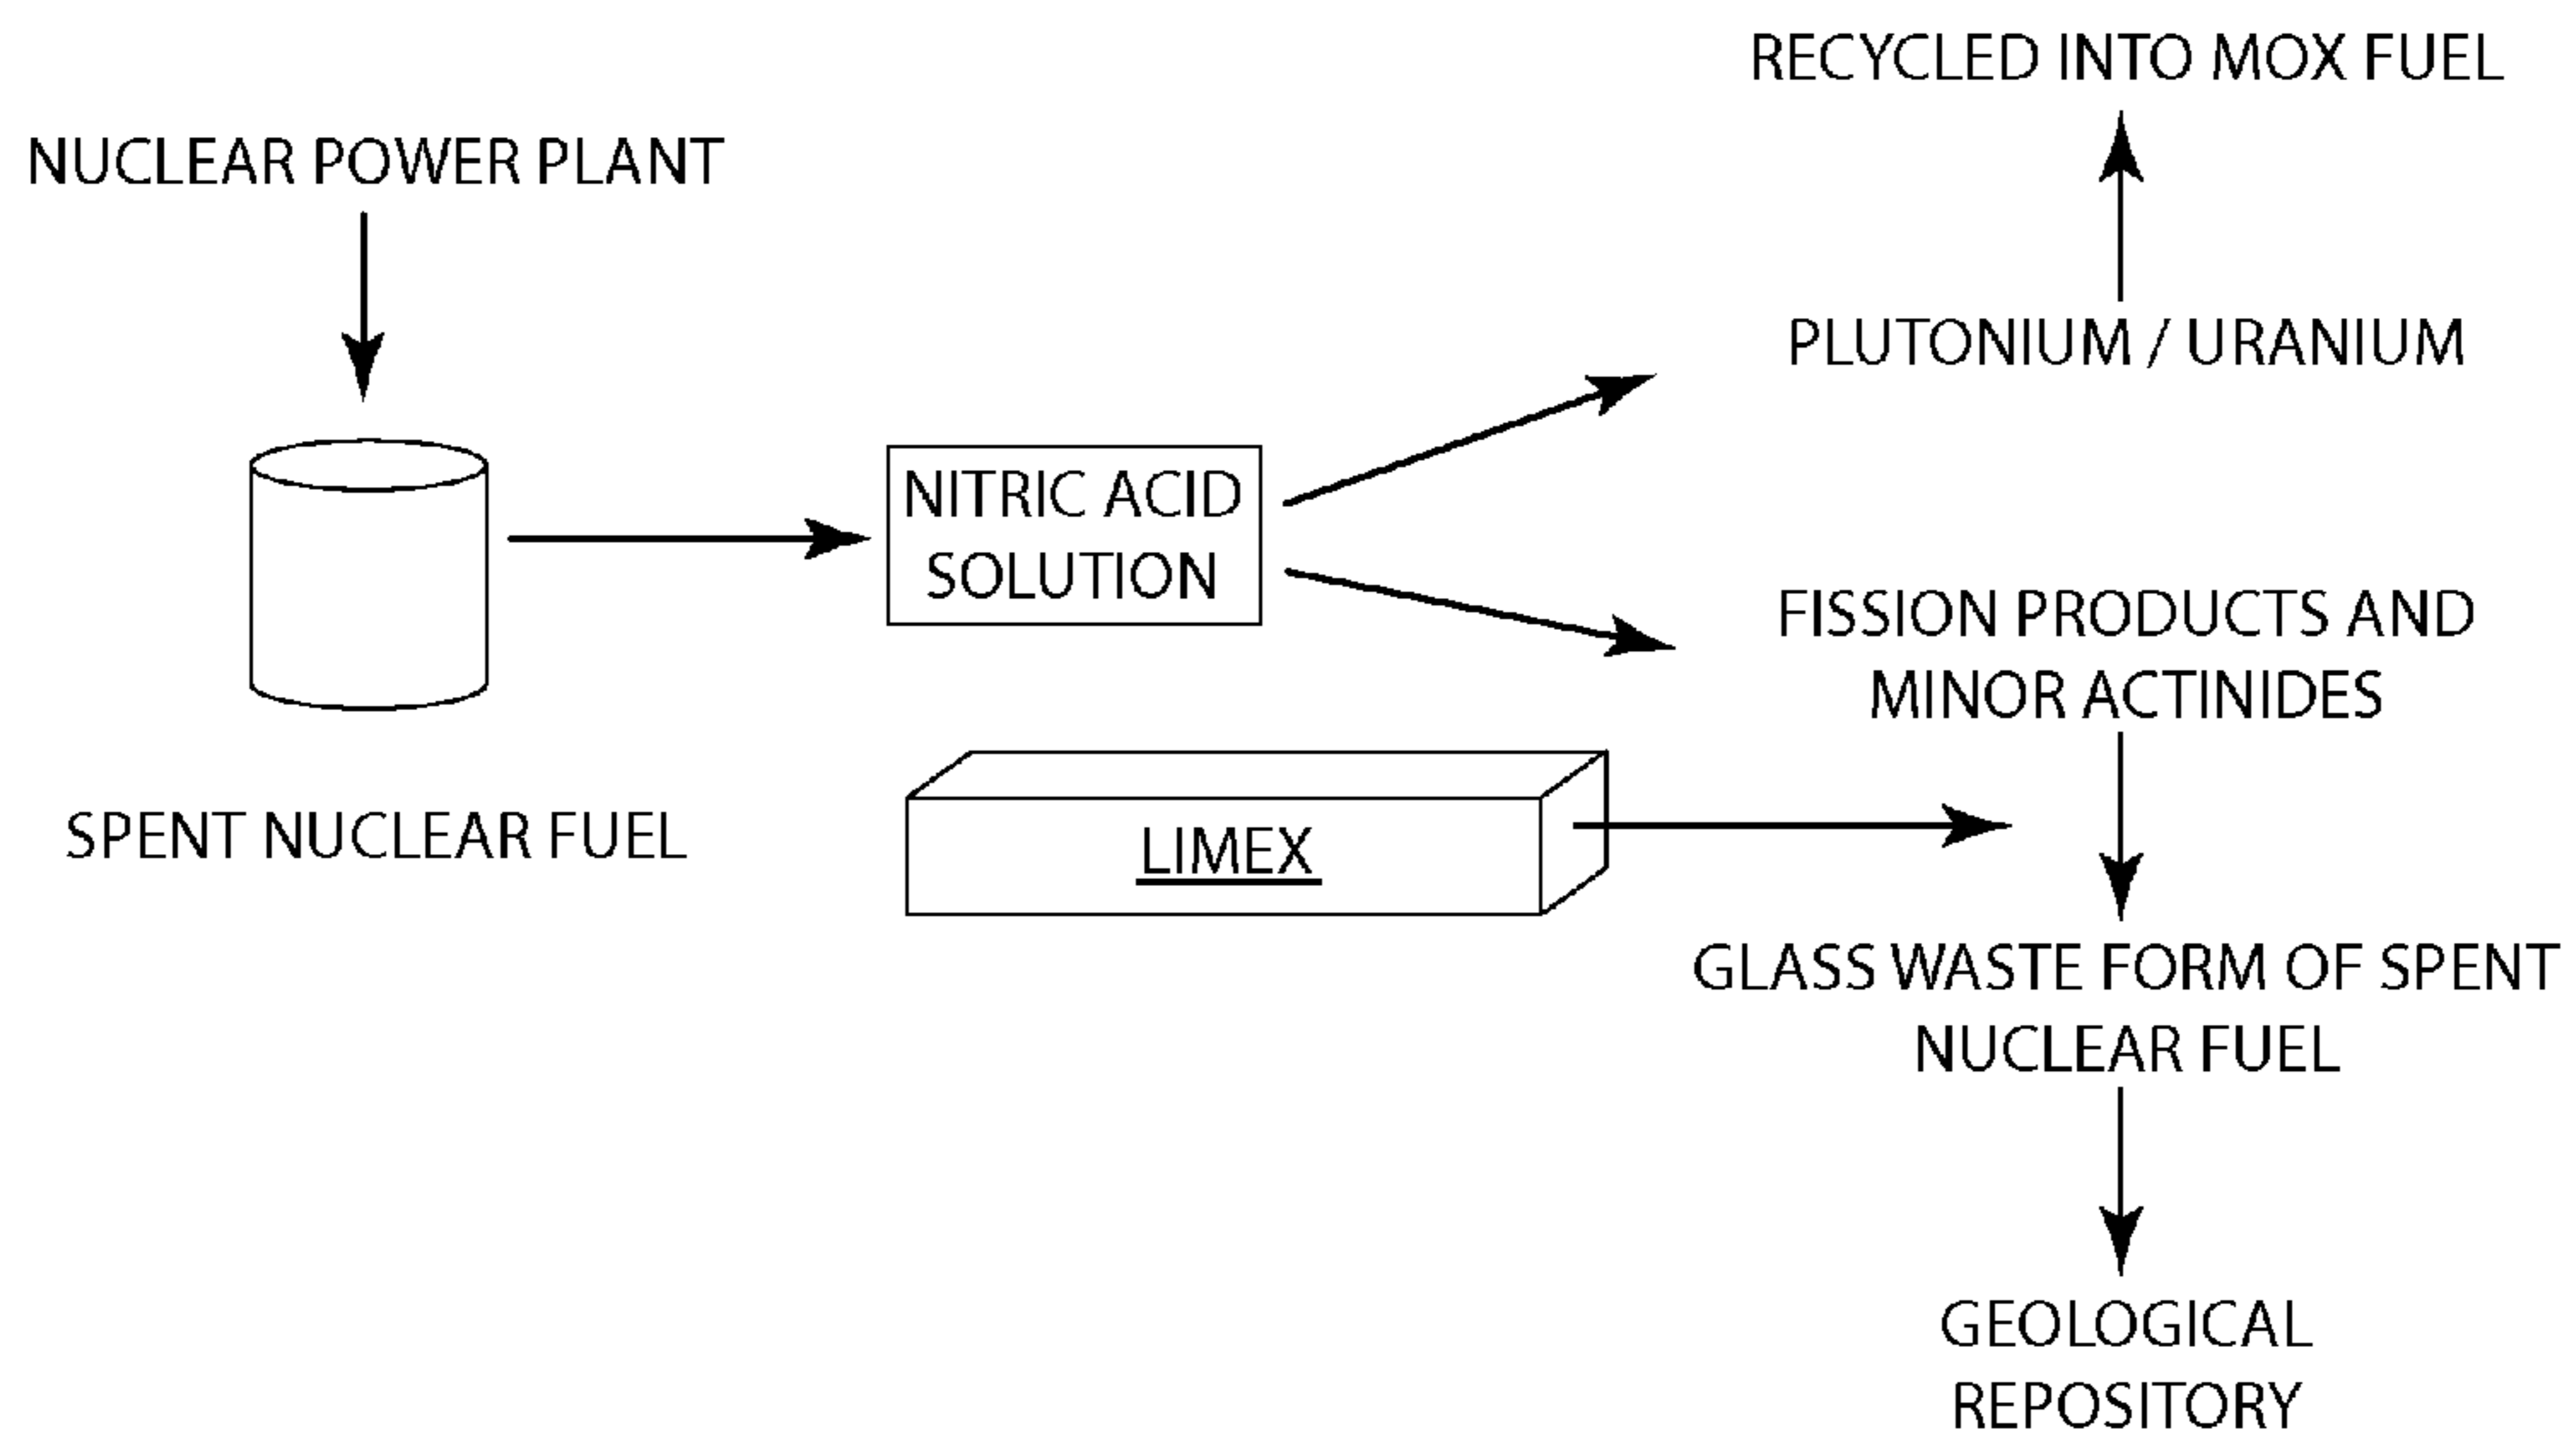 NUCLEAR POWER PLANT
SPENT NUCLEAR FUEL
NITRIC ACID
SOLUTION
LIMEX
RECYCLED INTO MOX FUEL
PLUTONIUM / URANIUM
FISSION PRODUCTS AND
MINOR ACTINIDES
GLASS WASTE FORM OF SPENT
NUCLEAR FUEL
GEOLOGICAL
REPOSITORY